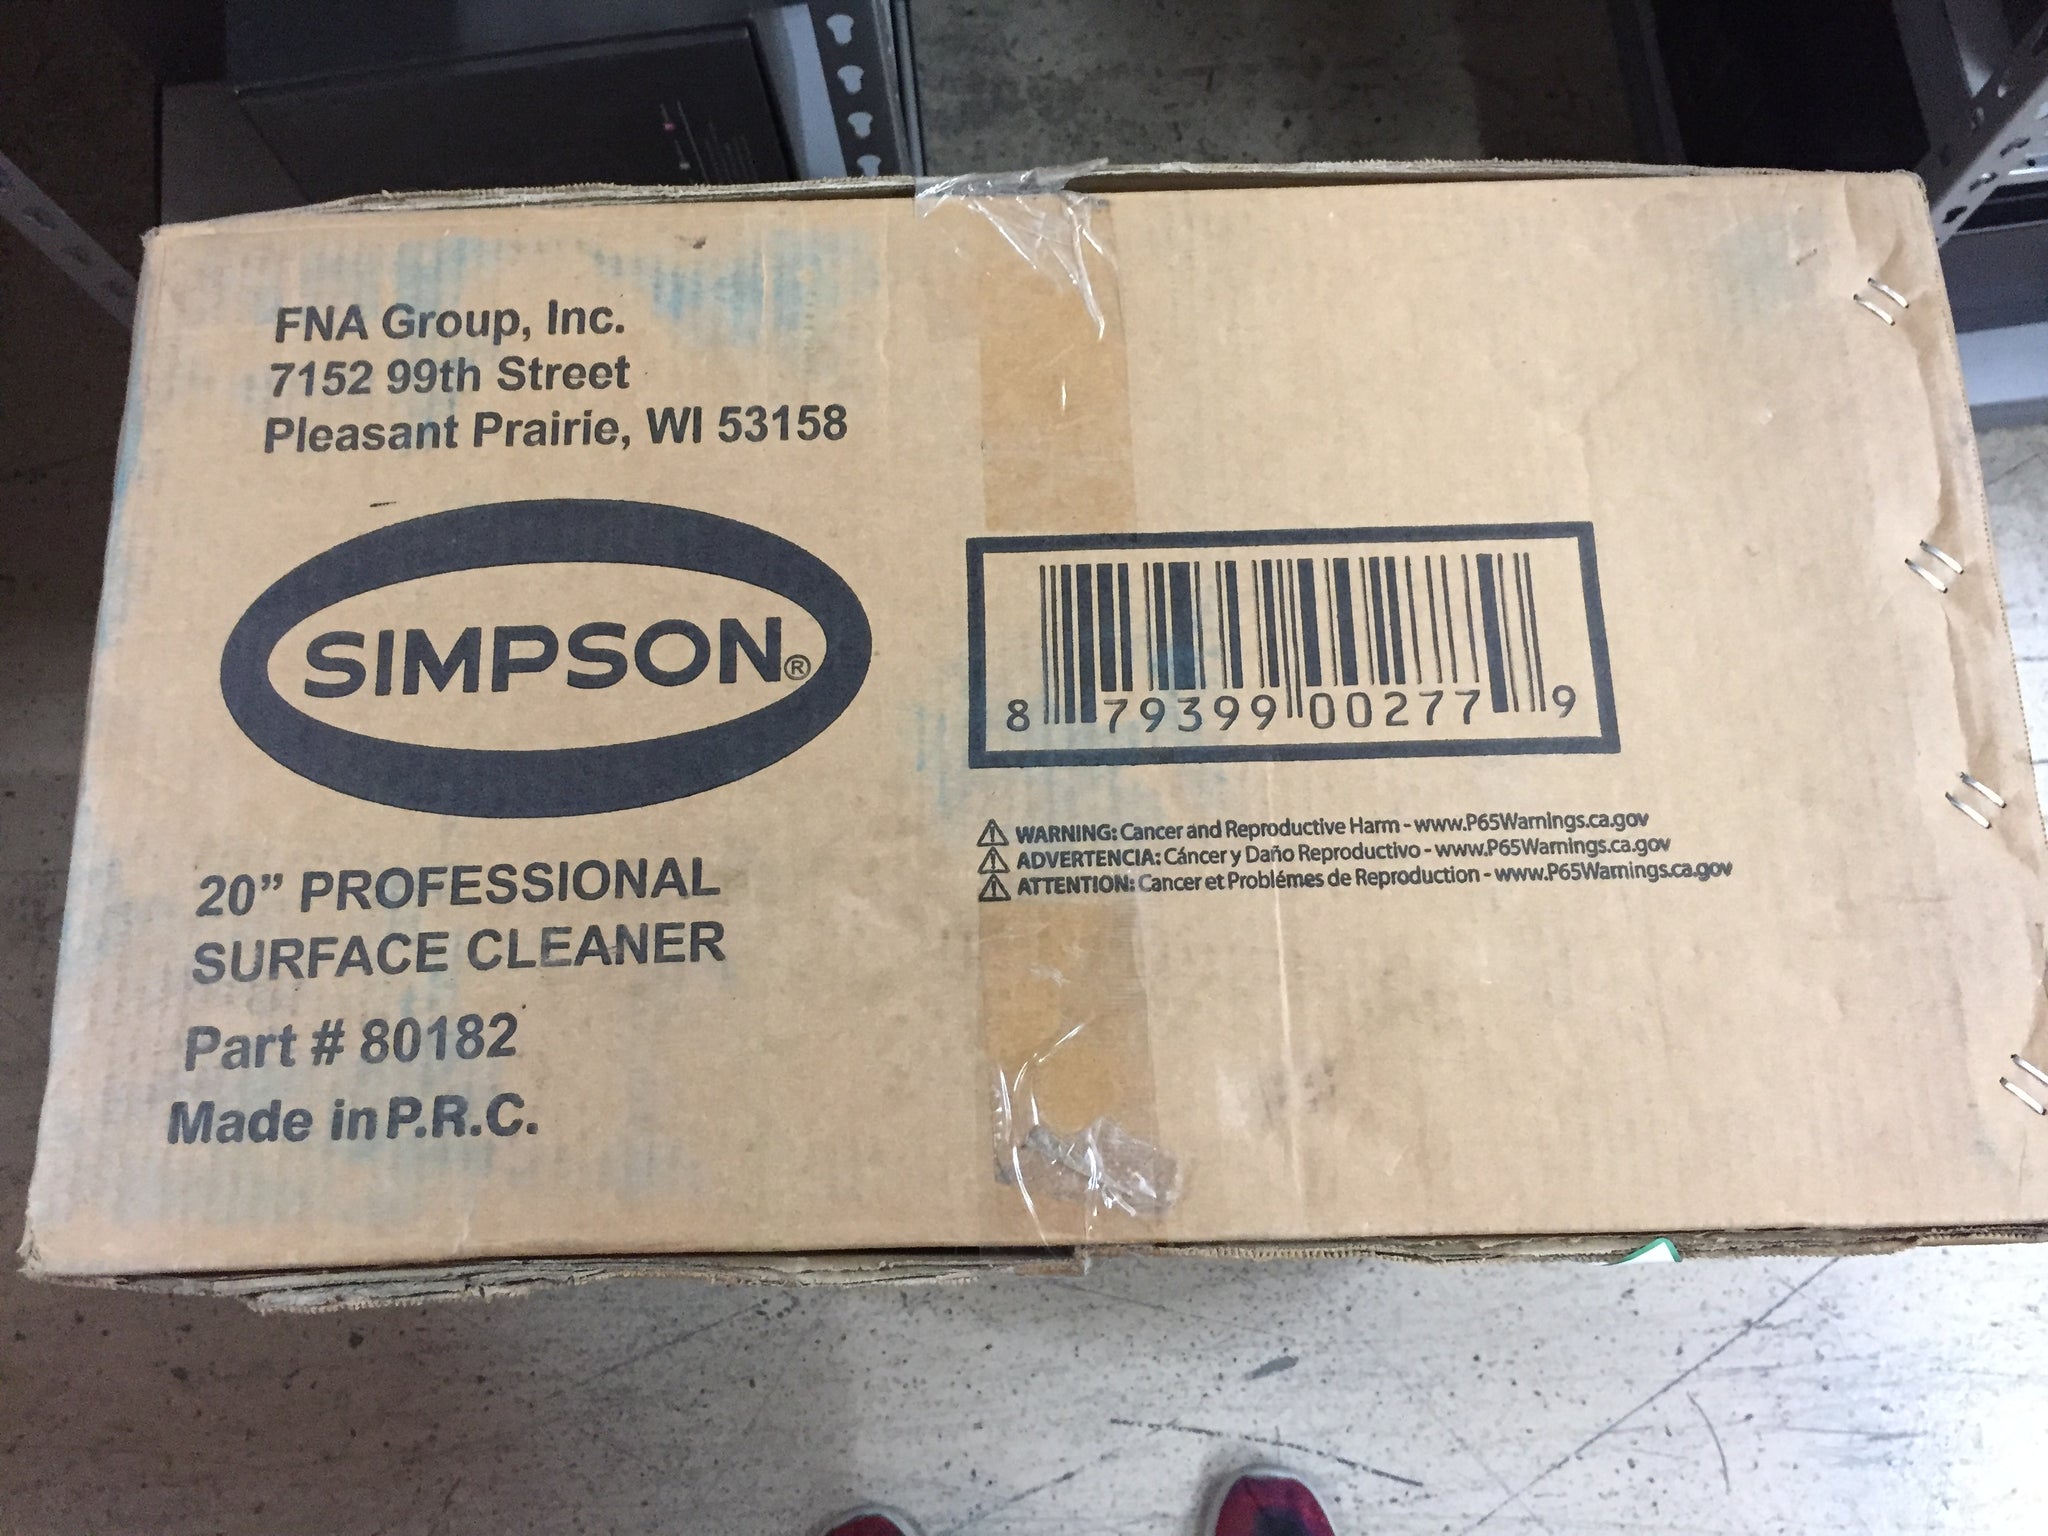 FNA Group, Inc.
7152 99th Street
Pleasant Prairie, WI 53158
SIMPSON®
20” PROFESSIONAL
SURFACE CLEANER
Part # 80182
Made in P.R.C.
8 79399 00277 9
⚠ WARNING: Cancer and Reproductive Harm - www.P65Warnings.ca.gov
⚠ ADVERTENCIA: Cáncer y Daño Reproductivo - www.P65Warnings.ca.gov
⚠ ATTENTION: Cancer et Problémes de Reproduction - www.P65Warnings.ca.gov